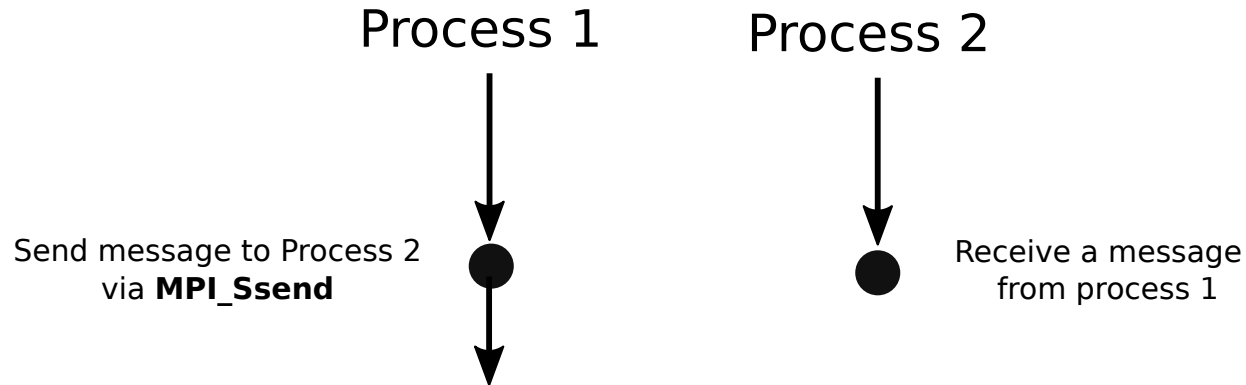 Process 1
Process 2
Send message to Process 2
via MPI_Ssend
Receive a message
from process 1